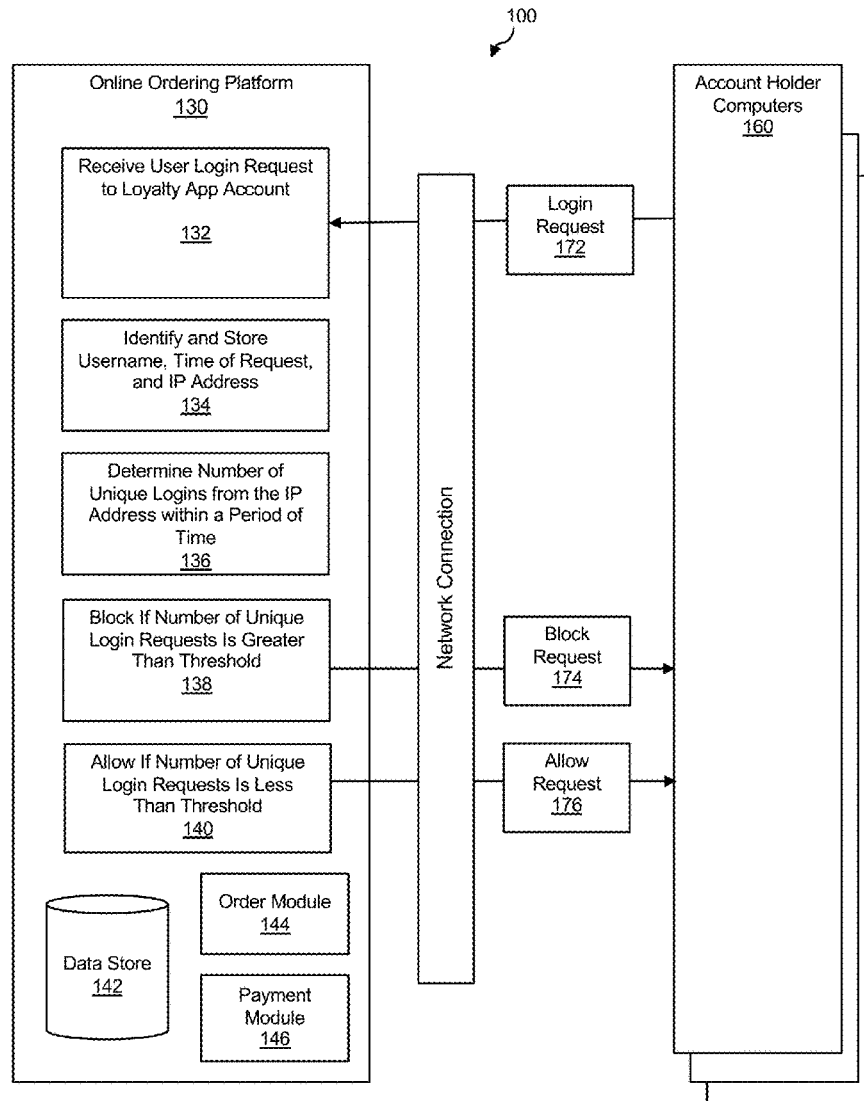 100
Online Ordering Platform
130
Receive User Login Request
to Loyalty App Account
132
Identify and Store
Username, Time of Request,
and IP Address
134
Determine Number of
Unique Logins from the IP
Address within a Period of
Time
136
Block If Number of Unique
Login Requests Is Greater
Than Threshold
138
Allow If Number of Unique
Login Requests Is Less
Than Threshold
140
Data Store
142
Order Module
144
Payment
Module
146
Network Connection
Login
Request
172
Block
Request
174
Allow
Request
176
Account Holder
Computers
160